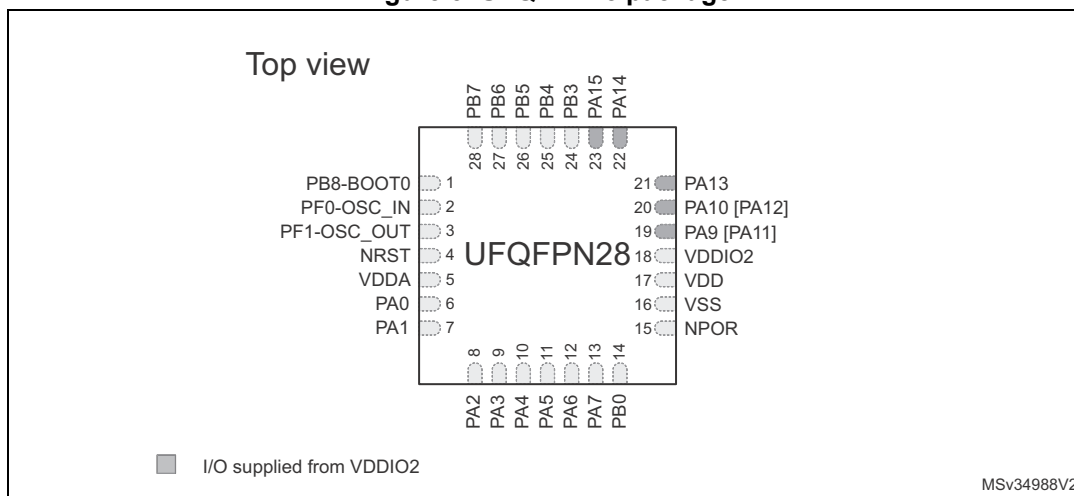 Top view
PB7 PB6 PB5 PB4 PB3 PA15 PA14
28 27 26 25 24 23 22
PB8-BOOT0 1
PF0-OSC_IN 2
PF1-OSC_OUT 3
NRST 4
VDDA 5
PA0 6
PA1 7
UFQFPN28
21 PA13
20 PA10 [PA12]
19 PA9 [PA11]
18 VDDIO2
17 VDD
16 VSS
15 NPOR
8 9 10 11 12 13 14
PA2 PA3 PA4 PA5 PA6 PA7 PB0
I/O supplied from VDDIO2
MSv34988V2